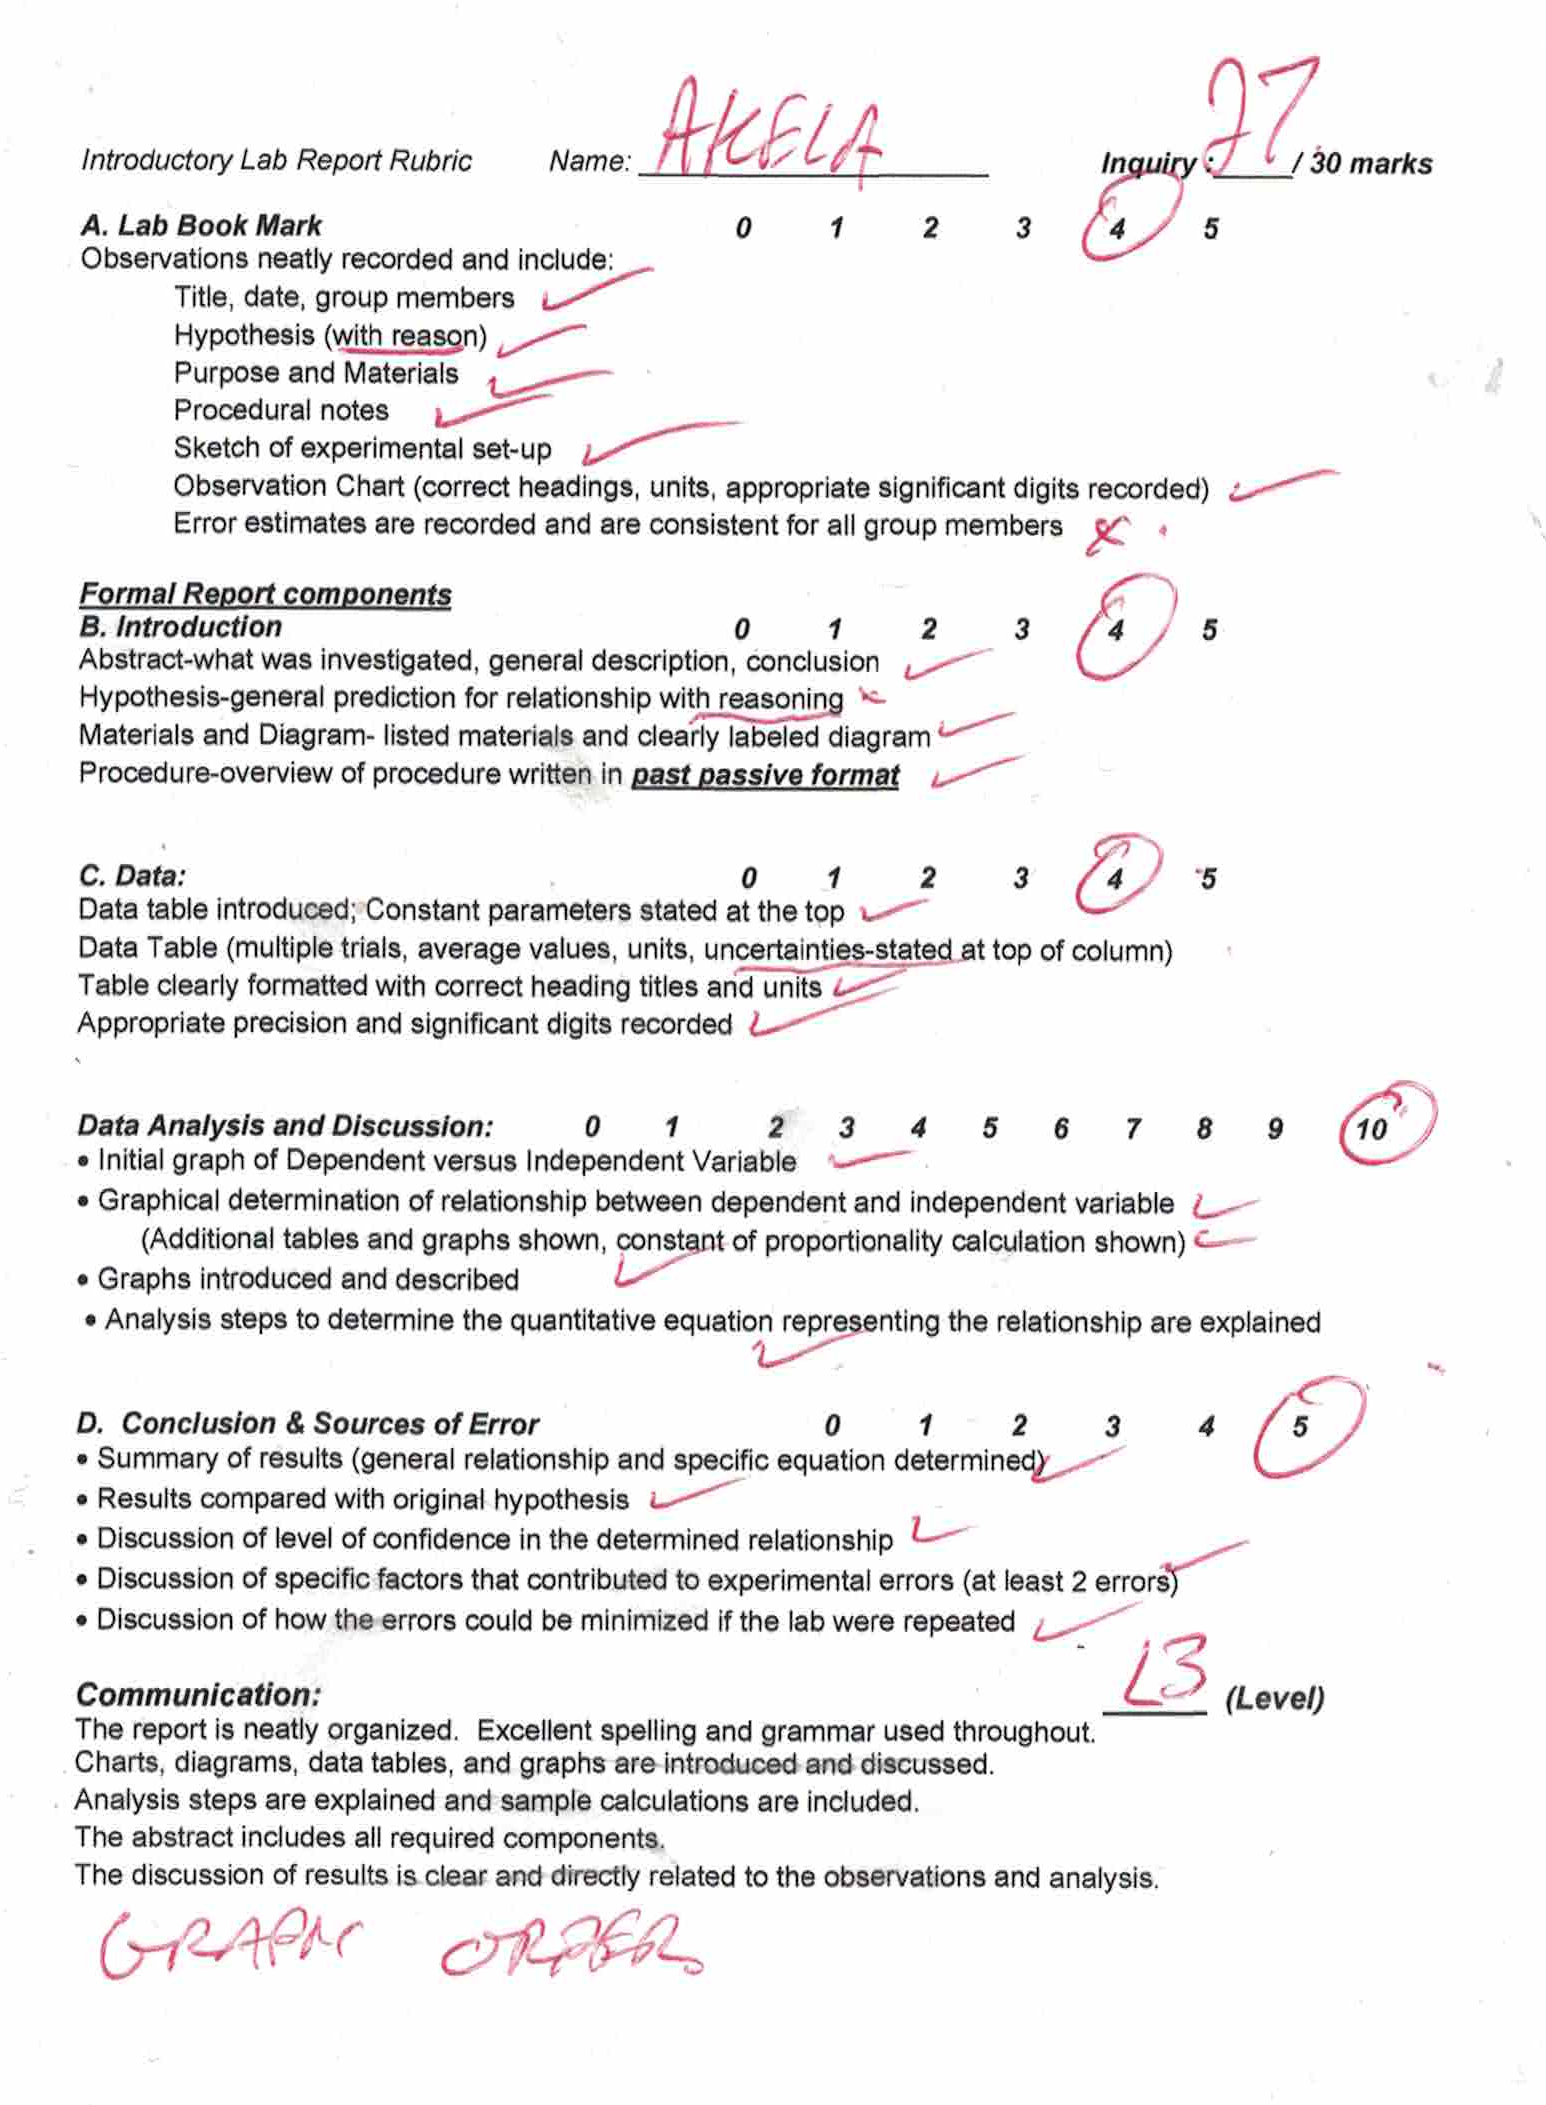 Introductory Lab Report Rubric Name: AKELA Inquiry : 27 / 30 marks
A. Lab Book Mark 0 1 2 3 4 5
Observations neatly recorded and include:
Title, date, group members
Hypothesis (with reason)
Purpose and Materials
Procedural notes
Sketch of experimental set-up
Observation Chart (correct headings, units, appropriate significant digits recorded)
Error estimates are recorded and are consistent for all group members
Formal Report components
B. Introduction 0 1 2 3 4 5
Abstract-what was investigated, general description, conclusion
Hypothesis-general prediction for relationship with reasoning
Materials and Diagram- listed materials and clearly labeled diagram
Procedure-overview of procedure written in past passive format
C. Data: 0 1 2 3 4 5
Data table introduced; Constant parameters stated at the top
Data Table (multiple trials, average values, units, uncertainties-stated at top of column)
Table clearly formatted with correct heading titles and units
Appropriate precision and significant digits recorded
Data Analysis and Discussion: 0 1 2 3 4 5 6 7 8 9 10
• Initial graph of Dependent versus Independent Variable
• Graphical determination of relationship between dependent and independent variable
(Additional tables and graphs shown, constant of proportionality calculation shown)
• Graphs introduced and described
• Analysis steps to determine the quantitative equation representing the relationship are explained
D. Conclusion & Sources of Error 0 1 2 3 4 5
• Summary of results (general relationship and specific equation determined)
• Results compared with original hypothesis
• Discussion of level of confidence in the determined relationship
• Discussion of specific factors that contributed to experimental errors (at least 2 errors)
• Discussion of how the errors could be minimized if the lab were repeated
Communication: L3 (Level)
The report is neatly organized. Excellent spelling and grammar used throughout.
Charts, diagrams, data tables, and graphs are introduced and discussed.
Analysis steps are explained and sample calculations are included.
The abstract includes all required components.
The discussion of results is clear and directly related to the observations and analysis.
GRAPH ORDER